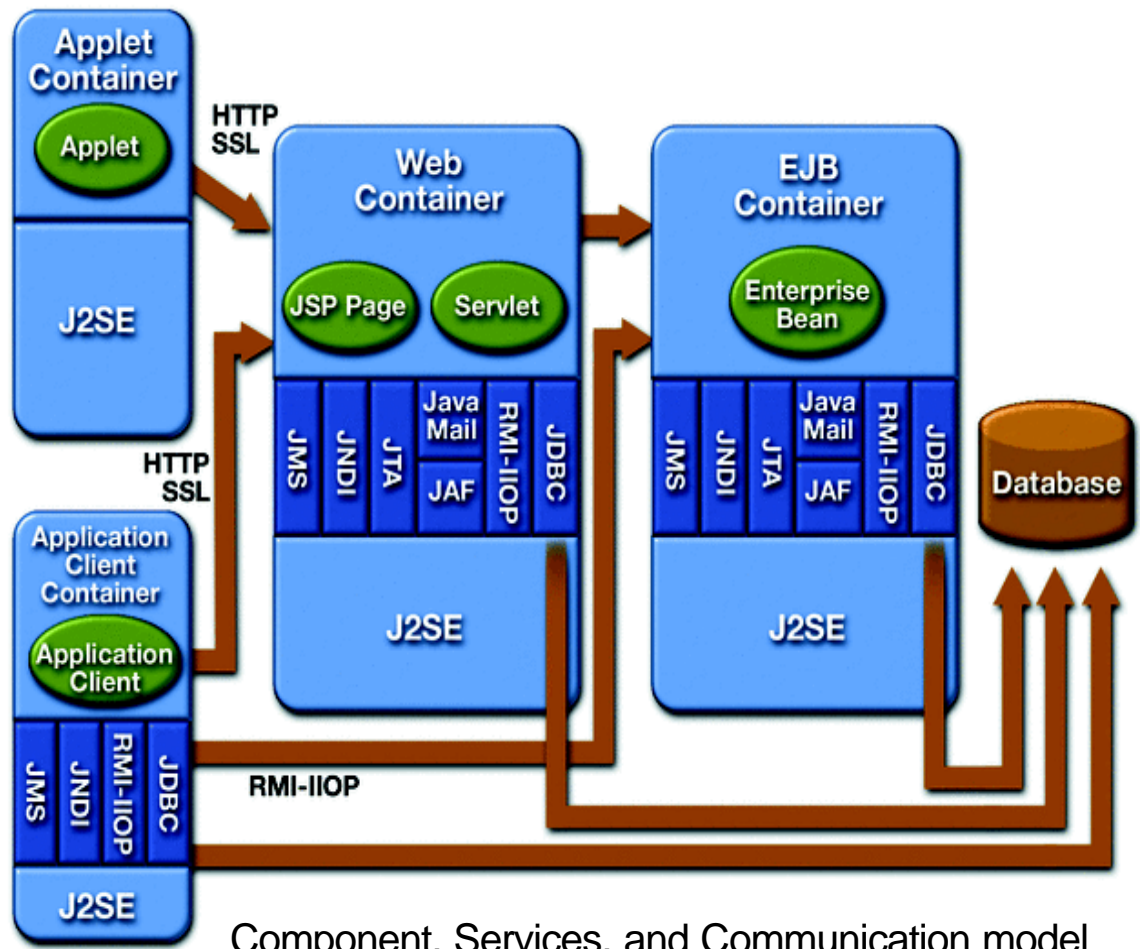 Applet
Container
Applet
J2SE
HTTP
SSL
Web
Container
JSP Page
Servlet
JMS
JNDI
JTA
Java
Mail
JAF
RMI-IIOP
JDBC
J2SE
EJB
Container
Enterprise
Bean
JMS
JNDI
JTA
Java
Mail
JAF
RMI-IIOP
JDBC
J2SE
Database
HTTP
SSL
Application
Client
Container
Application
Client
JMS
JNDI
RMI-IIOP
JDBC
J2SE
RMI-IIOP
Component, Services, and Communication model